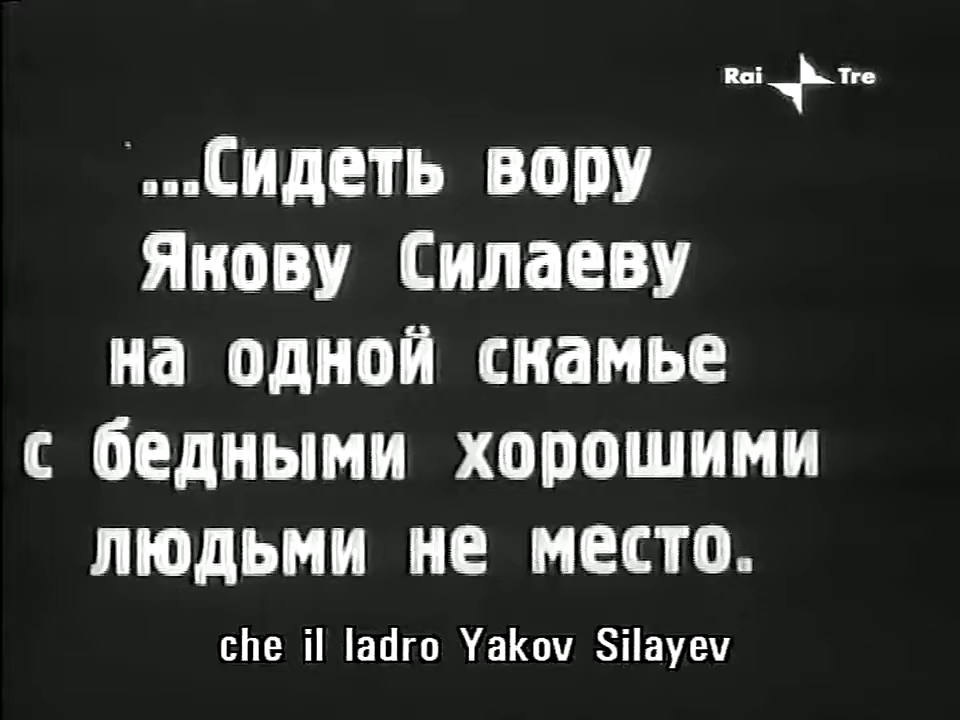 Rai Tre
...Сидеть вору
Якову Силаеву
на одной скамье
с бедными хорошими
людьми не место.
che il ladro Yakov Silayev